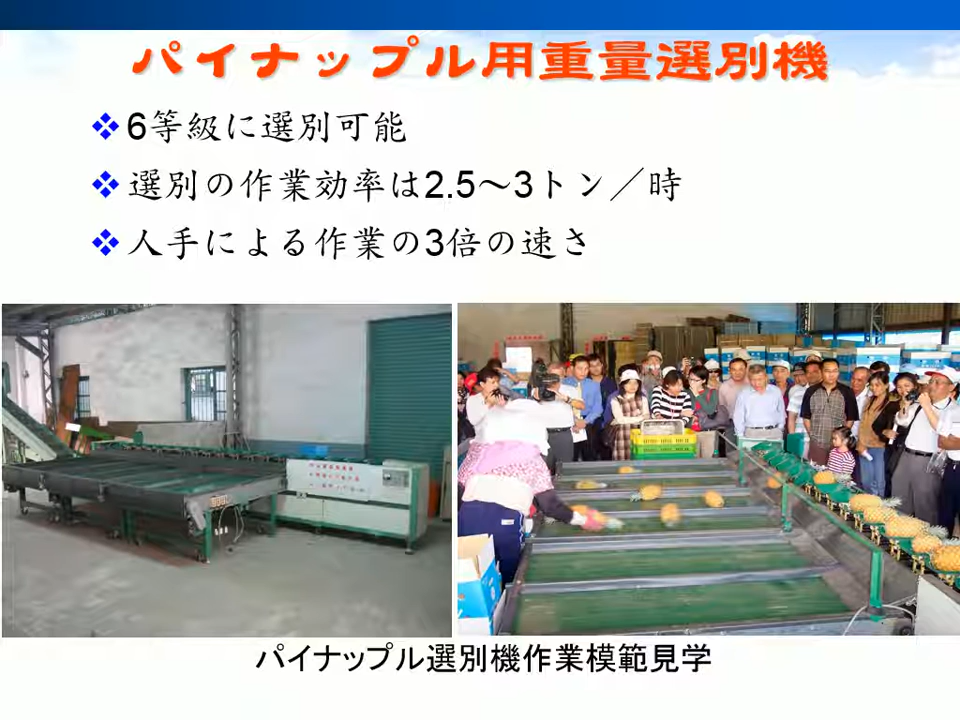 パイナップル用重量選別機
6等級に選別可能
選別の作業効率は2.5～3トン／時
人手による作業の3倍の速さ
パイナップル選別機作業模範見学